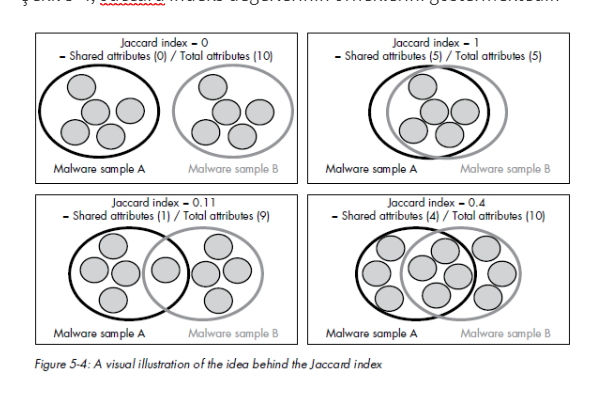 Jaccard index = 0
= Shared attributes (0) / Total attributes (10)
Malware sample A
Malware sample B
Jaccard index = 1
= Shared attributes (5) / Total attributes (5)
Malware sample A
Malware sample B
Jaccard index = 0.11
= Shared attributes (1) / Total attributes (9)
Malware sample A
Malware sample B
Jaccard index = 0.4
= Shared attributes (4) / Total attributes (10)
Malware sample A
Malware sample B
Figure 5-4: A visual illustration of the idea behind the Jaccard index